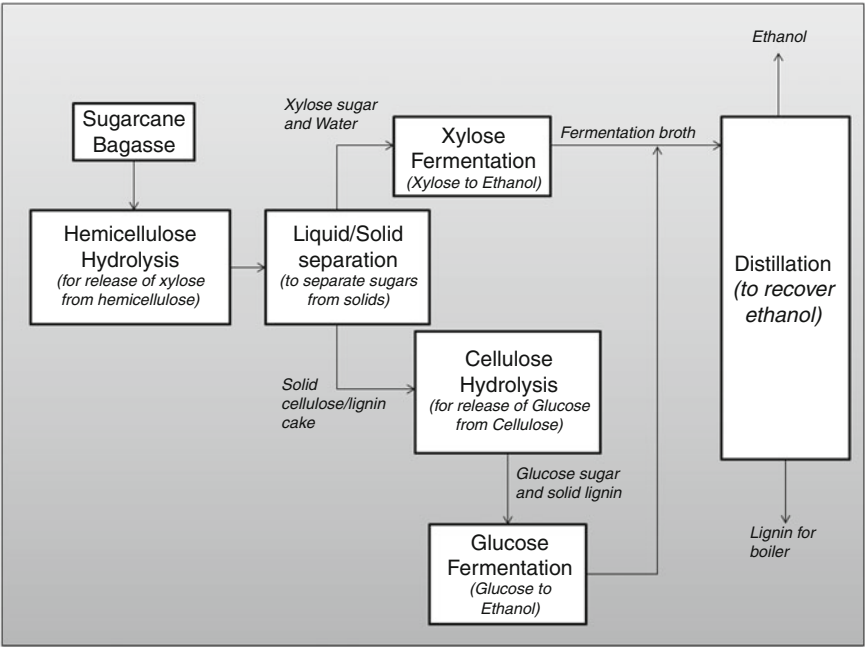 Ethanol
Sugarcane
Bagasse
Xylose sugar
and Water
Xylose
Fermentation
(Xylose to Ethanol)
Fermentation broth
Hemicellulose
Hydrolysis
(for release of xylose
from hemicellulose)
Liquid/Solid
separation
(to separate sugars
from solids)
Distillation
(to recover
ethanol)
Solid
cellulose/lignin
cake
Cellulose
Hydrolysis
(for release of Glucose
from Cellulose)
Glucose sugar
and solid lignin
Glucose
Fermentation
(Glucose to
Ethanol)
Lignin for
boiler